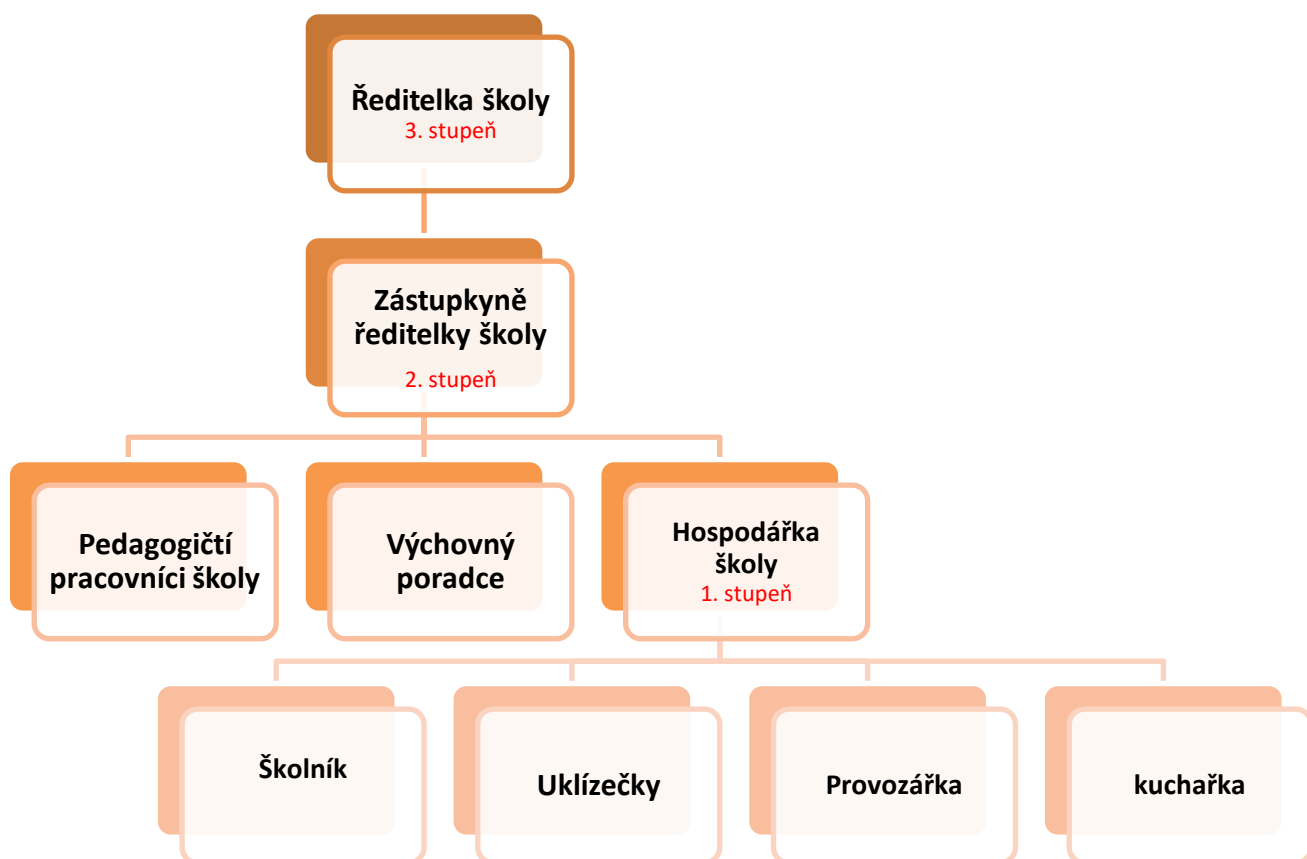 Ředitelka školy
3. stupeň
Zástupkyně
ředitelky školy
2. stupeň
Pedagogičtí
pracovníci školy
Výchovný
poradce
Hospodářka
školy
1. stupeň
Školník
Uklízečky
Provozářka
kuchařka